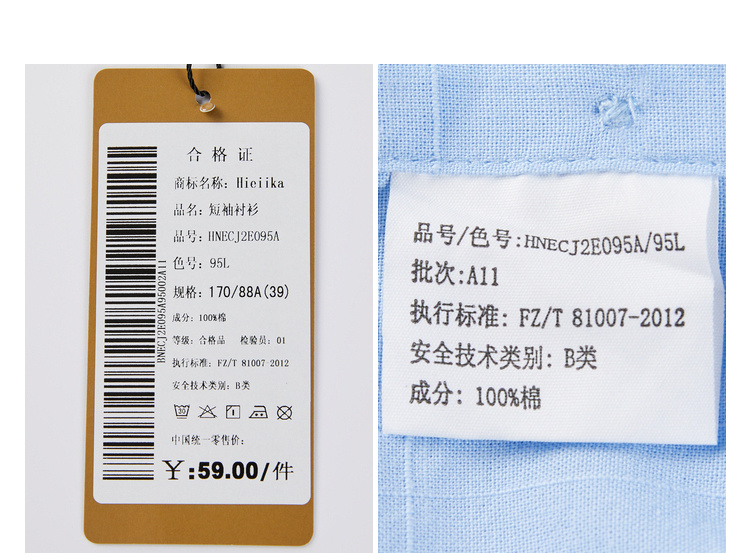 合格证
商标名称: Hieiika
品名: 短袖衬衫
品号: HNECJ2E095A
色号: 95L
规格: 170/88A(39)
成分: 100%棉
等级: 合格品 检验员: 01
执行标准: FZ/T 81007-2012
安全技术类别: B类
30
中国统一零售价:
¥:59.00/件
BNECJ2E095A95002A11
品号/色号:HNECJ2E095A/95L
批次:A11
执行标准: FZ/T 81007-2012
安全技术类别: B类
成分: 100%棉